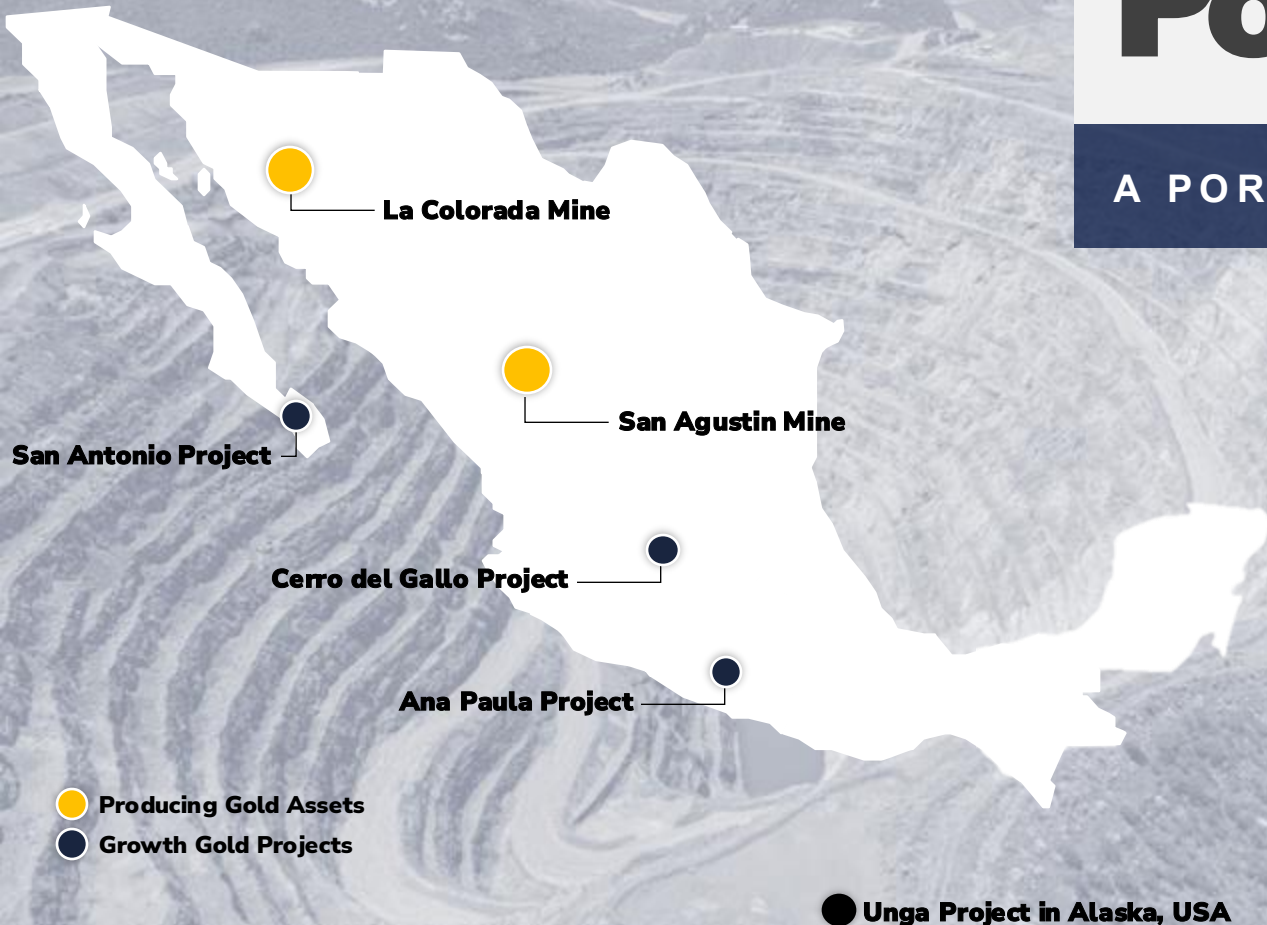 A POR
La Colorada Mine
San Agustin Mine
San Antonio Project
Cerro del Gallo Project
Ana Paula Project
Producing Gold Assets
Growth Gold Projects
Unga Project in Alaska, USA